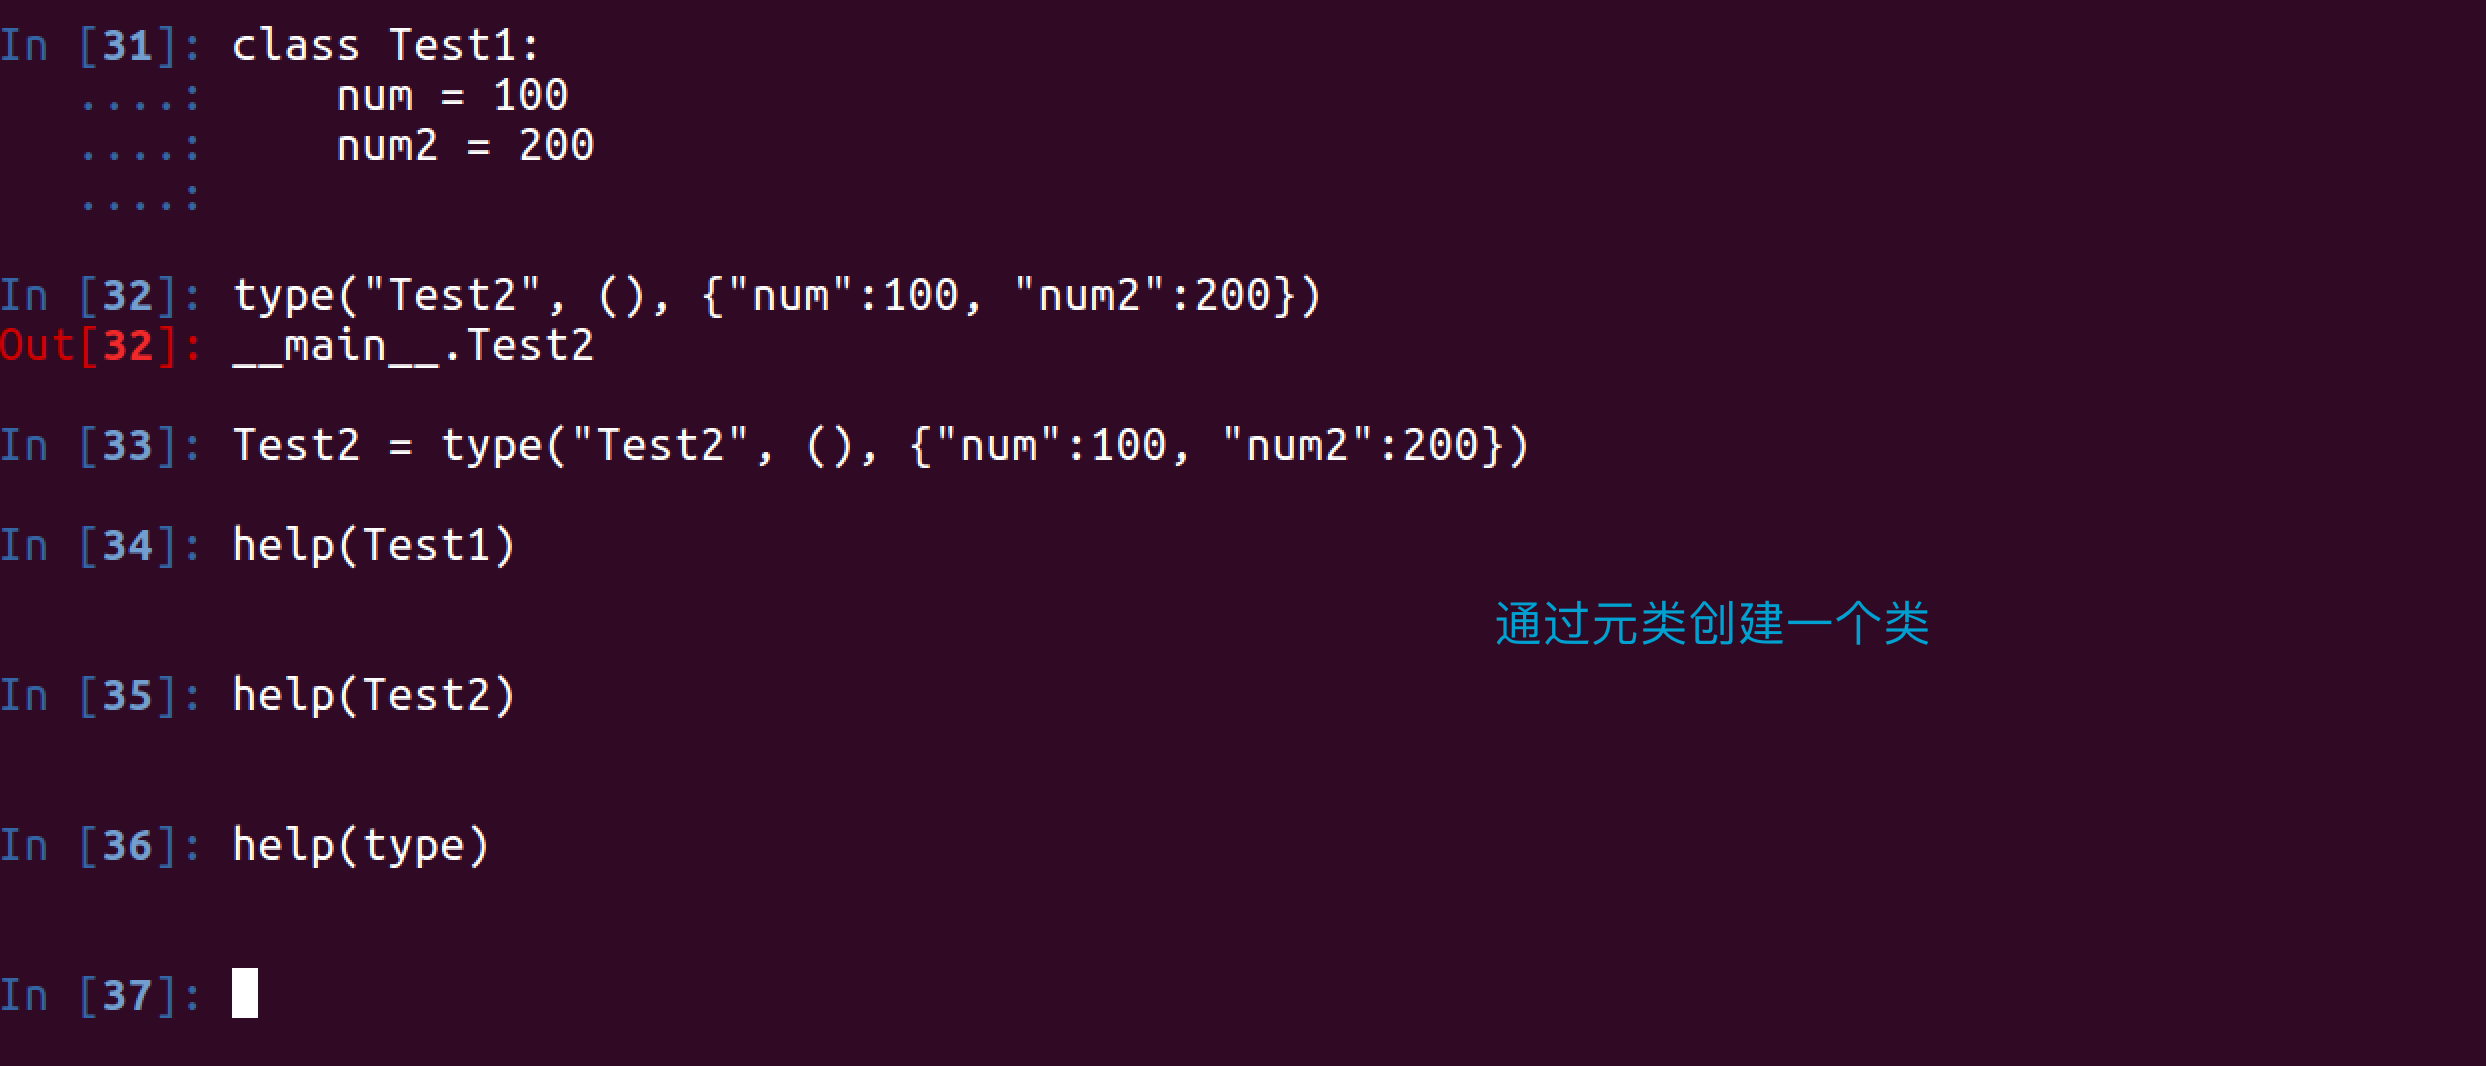 In [31]: class Test1:
   ....:     num = 100
   ....:     num2 = 200
   ....:
In [32]: type("Test2", (), {"num":100, "num2":200})
Out[32]: __main__.Test2
In [33]: Test2 = type("Test2", (), {"num":100, "num2":200})
In [34]: help(Test1)
通过元类创建一个类
In [35]: help(Test2)
In [36]: help(type)
In [37]: